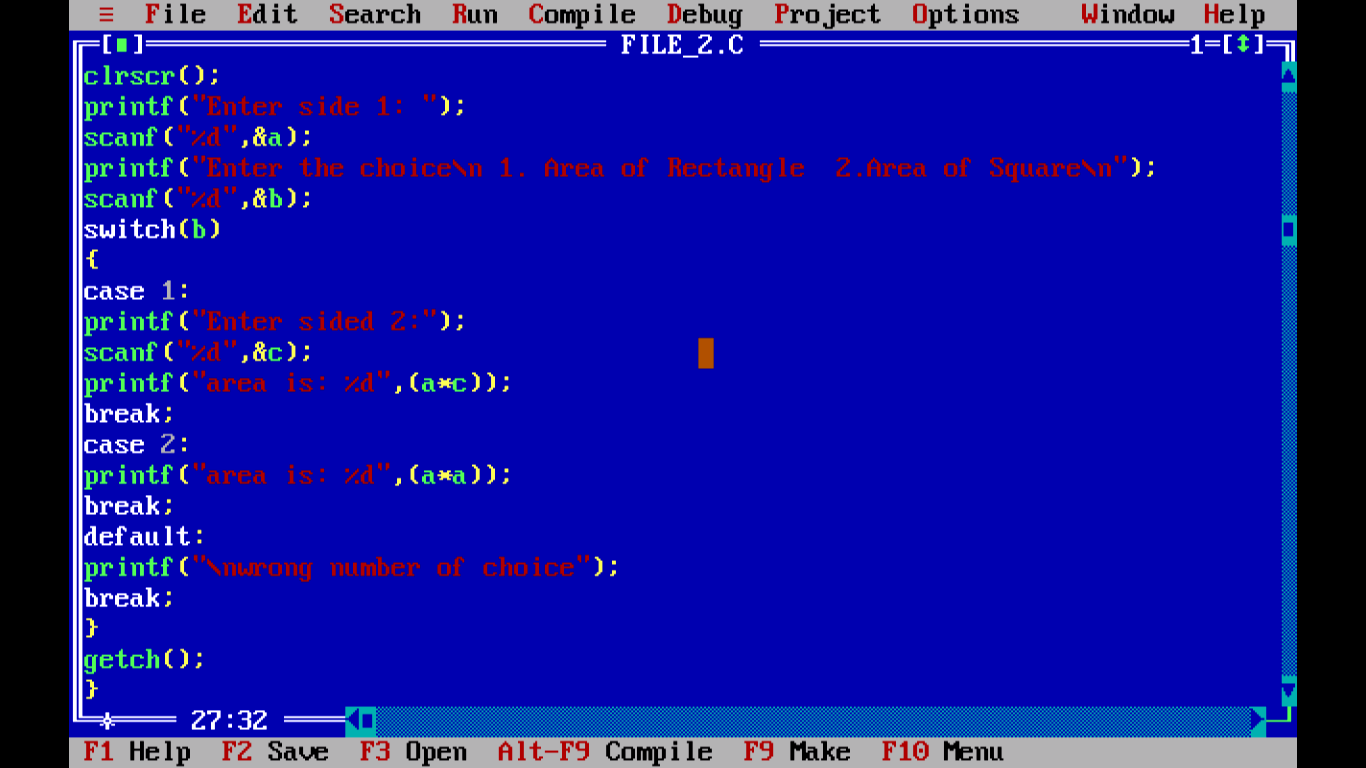 ≡ File Edit Search Run Compile Debug Project Options Window Help
[■] FILE_2.C 1=[↕]
clrscr();
printf("Enter side 1: ");
scanf("%d",&a);
printf("Enter the choice\n 1. Area of Rectangle  2.Area of Square\n");
scanf("%d",&b);
switch(b)
{
case 1:
printf("Enter sided 2:");
scanf("%d",&c);
printf("area is: %d",(a*c));
break;
case 2:
printf("area is: %d",(a*a));
break;
default:
printf("\nwrong number of choice");
break;
}
getch();
}
27:32
F1 Help F2 Save F3 Open Alt-F9 Compile F9 Make F10 Menu